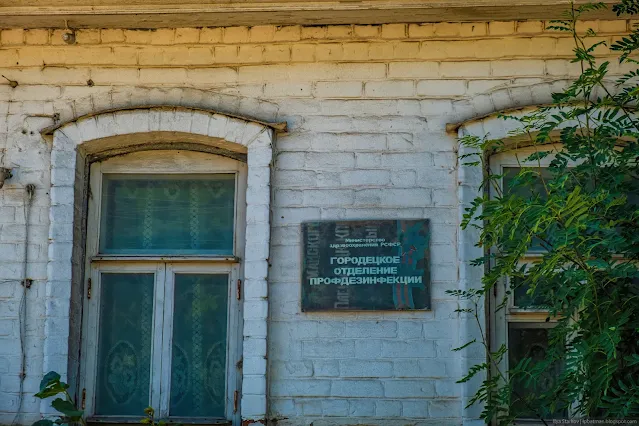 Министерство
здравоохранения РСФСР
ГОРОДЕЦКОЕ
ОТДЕЛЕНИЕ
ПРОФДЕЗИНФЕКЦИИ